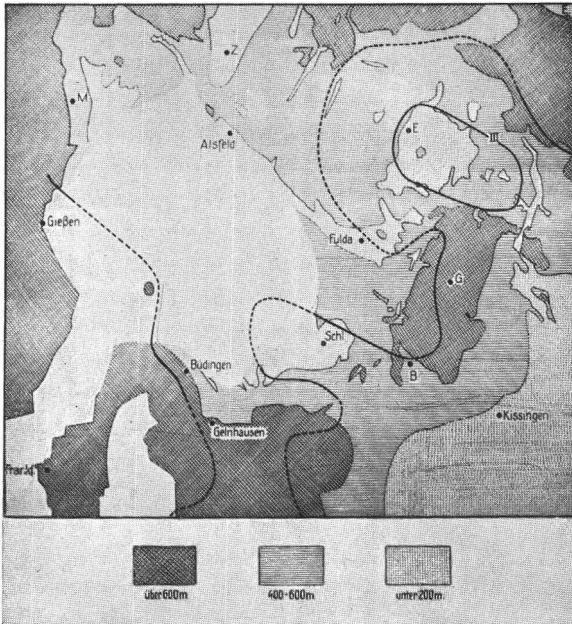 Z
M
E
III
Alsfeld
Gießen
Fulda
G
Schl
B
Büdingen
Kissingen
Gelnhausen
über 600m.
400-600m.
unter 200m.